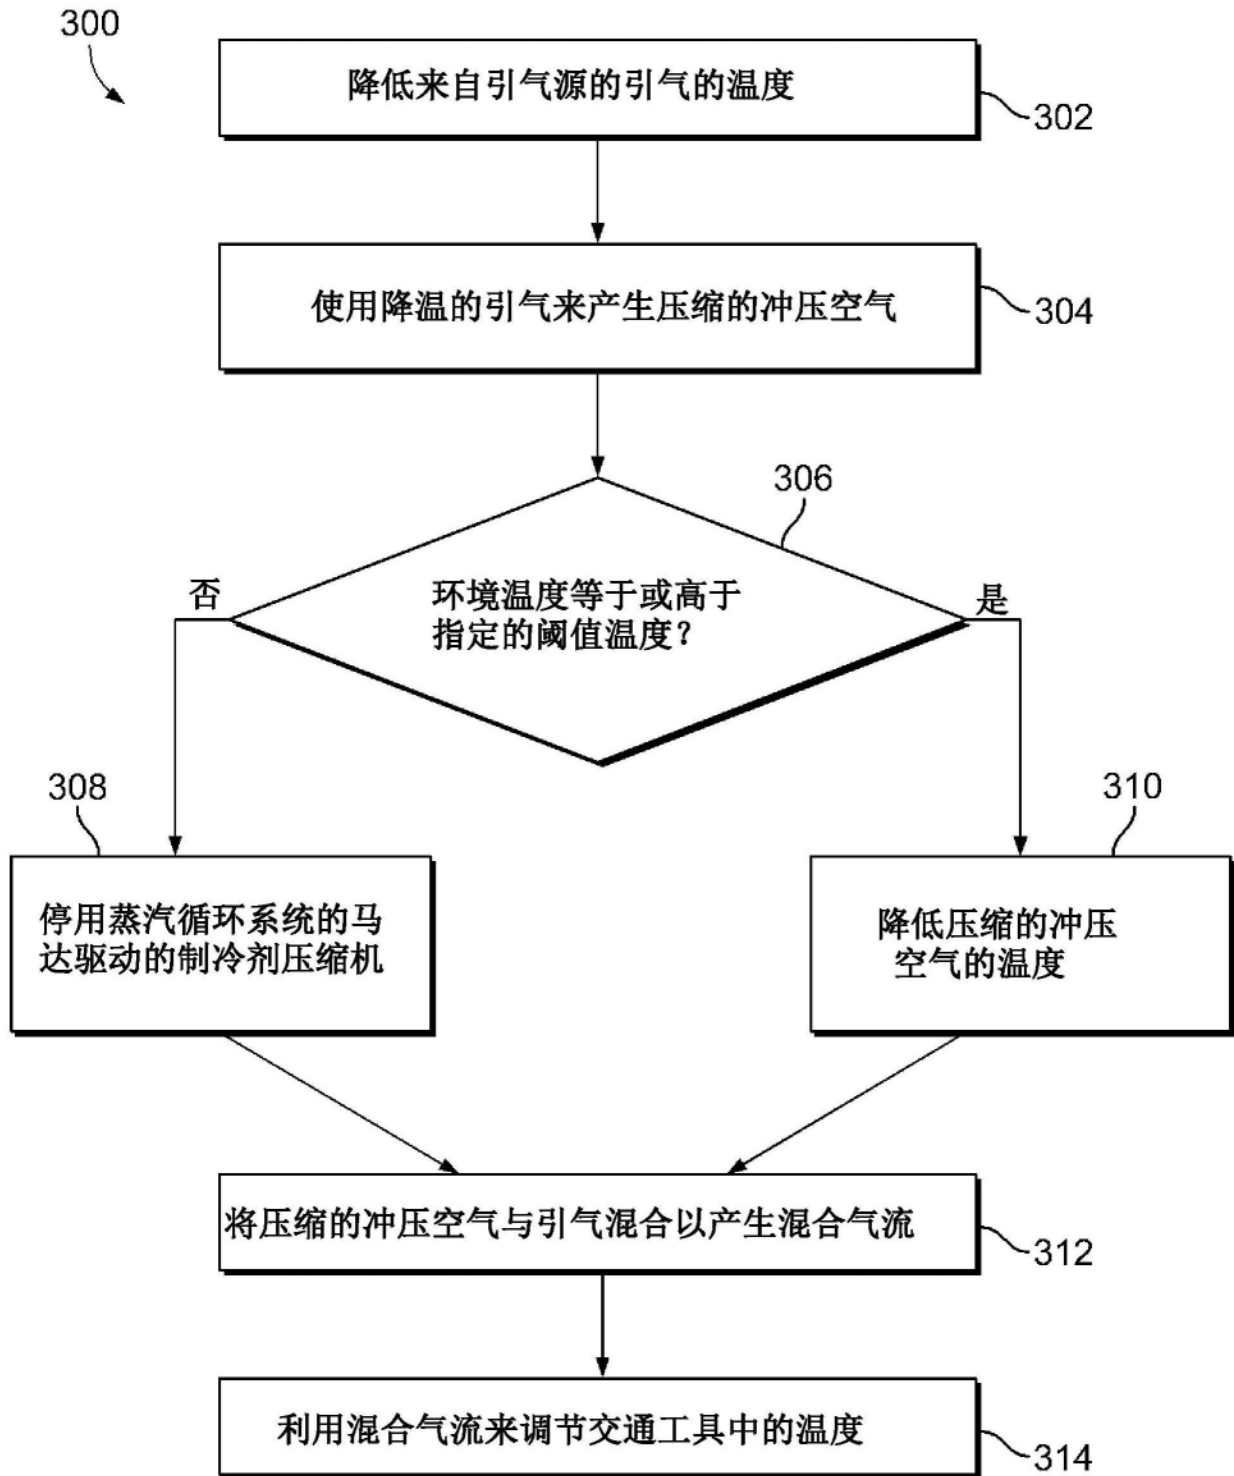 300
降低来自引气源的引气的温度
302
使用降温的引气来产生压缩的冲压空气
304
306
环境温度等于或高于
指定的阈值温度？
否
是
308
停用蒸汽循环系统的马
达驱动的制冷剂压缩机
310
降低压缩的冲压
空气的温度
将压缩的冲压空气与引气混合以产生混合气流
312
利用混合气流来调节交通工具中的温度
314